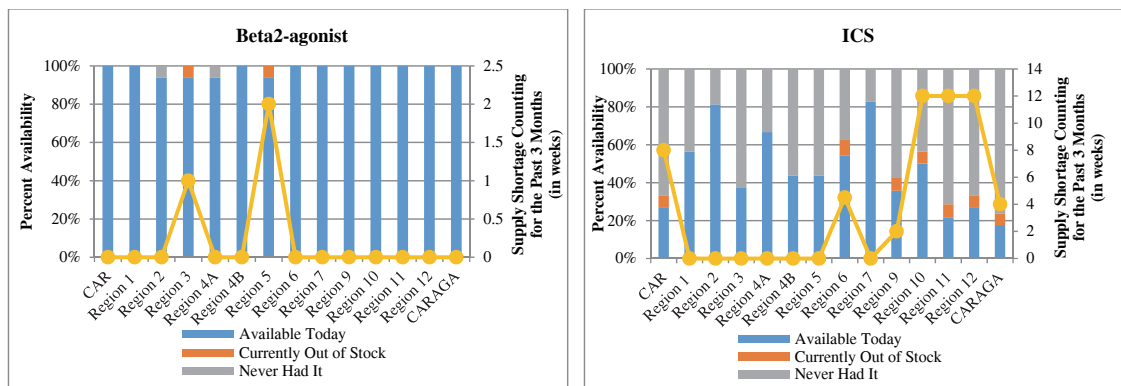 Beta2-agonist
Percent Availability
100%
80%
60%
40%
20%
0%
2.5
2
1.5
1
0.5
0
Supply Shortage Counting
for the Past 3 Months
(in weeks)
CAR
Region 1
Region 2
Region 3
Region 4A
Region 4B
Region 5
Region 6
Region 7
Region 9
Region 10
Region 11
Region 12
CARAGA
Available Today
Currently Out of Stock
Never Had It
ICS
Percent Availability
100%
80%
60%
40%
20%
0%
14
12
10
8
6
4
2
0
Supply Shortage Counting
for the Past 3 Months
(in weeks)
CAR
Region 1
Region 2
Region 3
Region 4A
Region 4B
Region 5
Region 6
Region 7
Region 9
Region 10
Region 11
Region 12
CARAGA
Available Today
Currently Out of Stock
Never Had It